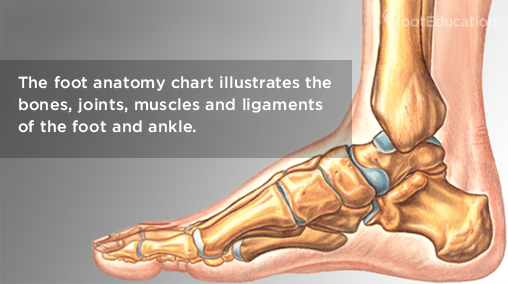 footEducation
The foot anatomy chart illustrates the
bones, joints, muscles and ligaments
of the foot and ankle.